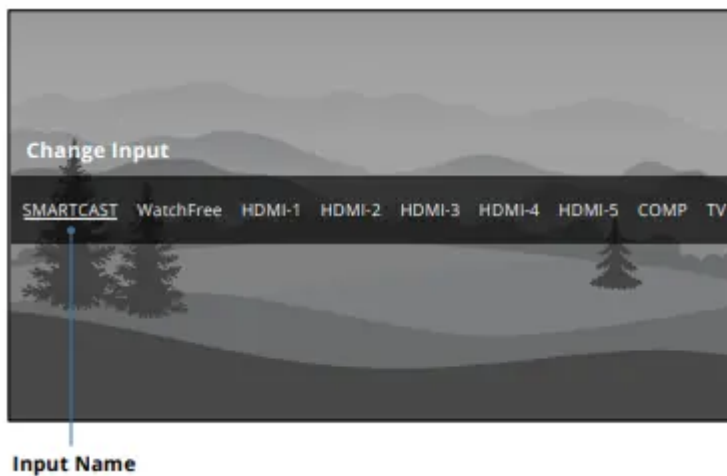 Change Input
SMARTCAST WatchFree HDMI-1 HDMI-2 HDMI-3 HDMI-4 HDMI-5 COMP TV
Input Name